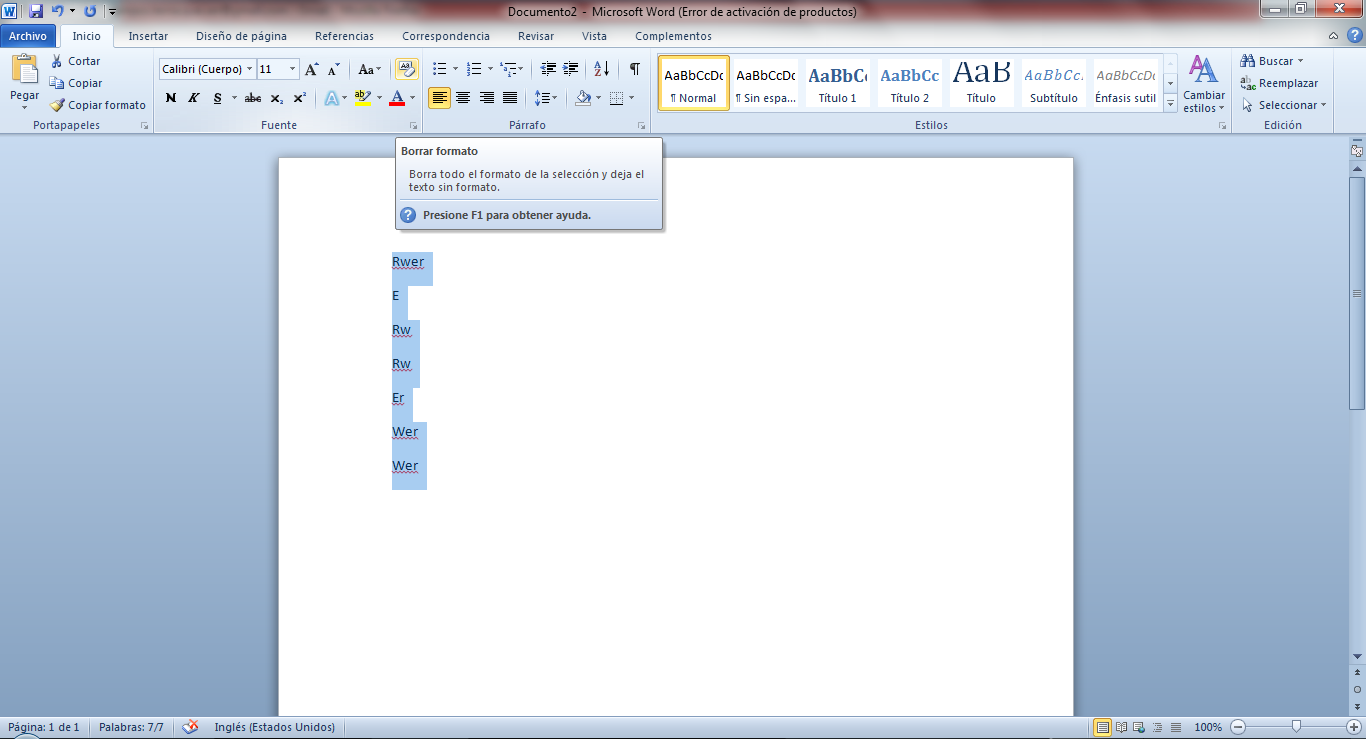 Documento2 - Microsoft Word (Error de activación de productos)
Archivo Inicio Insertar Diseño de página Referencias Correspondencia Revisar Vista Complementos
Pegar
Cortar
Copiar
Copiar formato
Portapapeles
Calibri (Cuerpo) 11
N K S abc x₂ x²
Aa
Fuente
Párrafo
AaBbCcDc AaBbCcDc AaBbCc AaBbCc AaB AaBbCc. AaBbCcDc
¶ Normal ¶ Sin espa... Título 1 Título 2 Título Subtítulo Énfasis sutil
Cambiar
estilos
Estilos
Buscar
Reemplazar
Seleccionar
Edición
Borrar formato
Borra todo el formato de la selección y deja el
texto sin formato.
Presione F1 para obtener ayuda.
Rwer
E
Rw
Rw
Er
Wer
Wer
Página: 1 de 1 Palabras: 7/7 Inglés (Estados Unidos) 100%